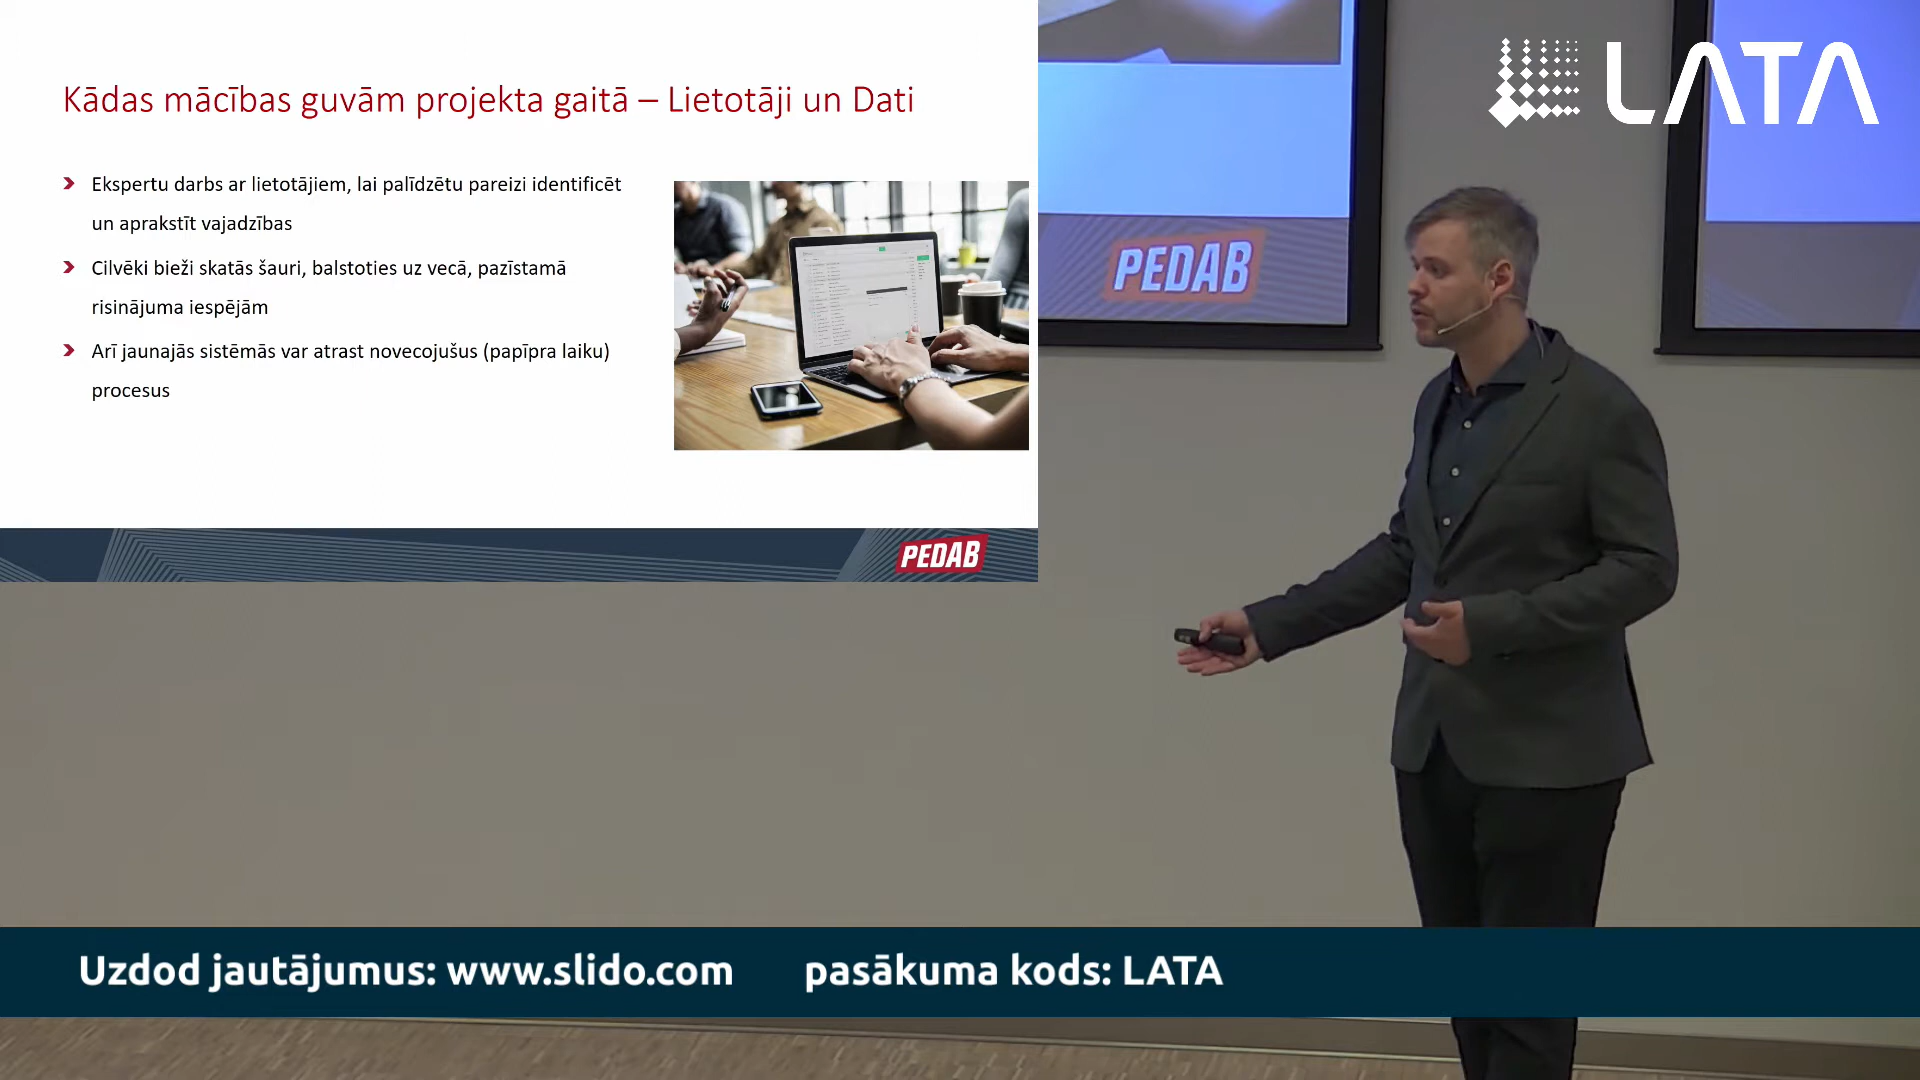 Kādas mācības guvām projekta gaitā – Lietotāji un Dati
Ekspertu darbs ar lietotājiem, lai palīdzētu pareizi identificēt
un aprakstīt vajadzības
Cilvēki bieži skatās šauri, balstoties uz vecā, pazīstamā
risinājuma iespējām
Arī jaunajās sistēmās var atrast novecojušus (papīpra laiku)
procesus
PEDAB
PEDAB
LATA
Uzdod jautājumus: www.slido.com pasākuma kods: LATA